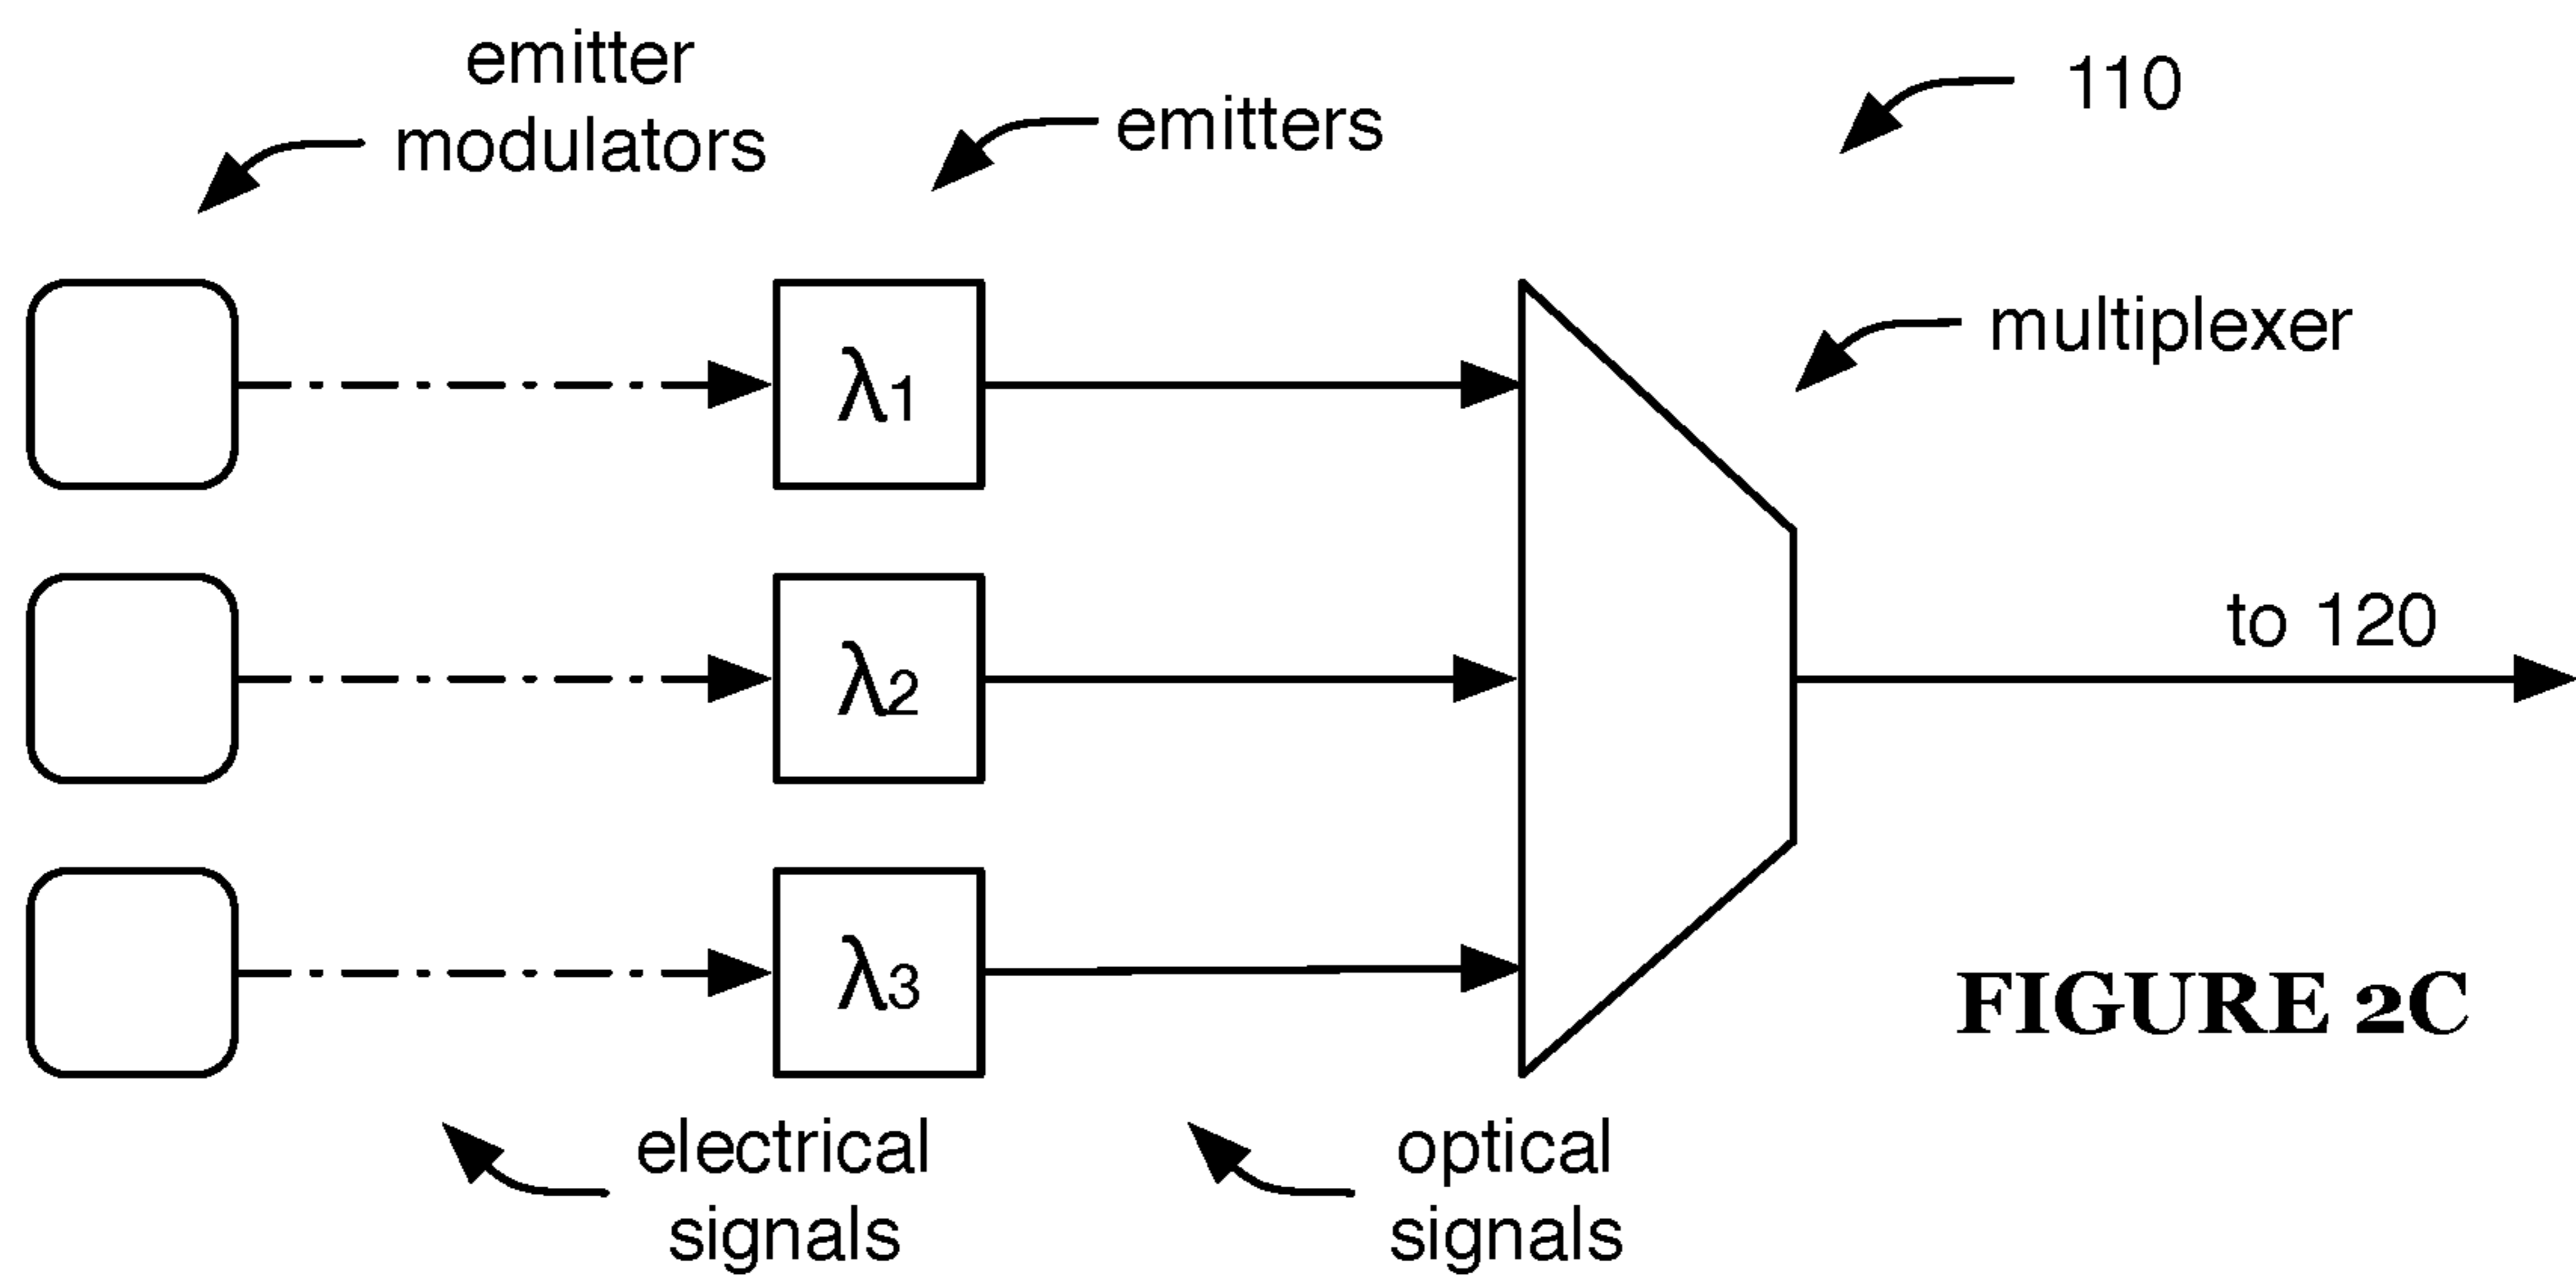 emitter
modulators
emitters
110
multiplexer
λ1
λ2
to 120
λ3
FIGURE 2C
electrical
signals
optical
signals